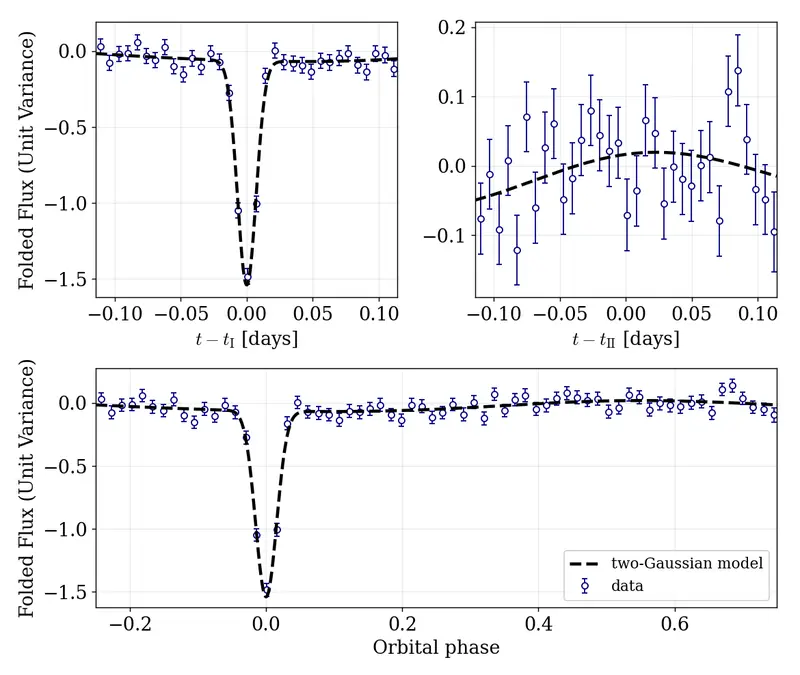 Folded Flux (Unit Variance)
0.0
−0.5
−1.0
−1.5
−0.10 −0.05 0.00 0.05 0.10
t − tI [days]
0.2
0.1
0.0
−0.1
−0.10 −0.05 0.00 0.05 0.10
t − tII [days]
Folded Flux (Unit Variance)
0.0
−0.5
−1.0
−1.5
−0.2 0.0 0.2 0.4 0.6
Orbital phase
two-Gaussian model
data